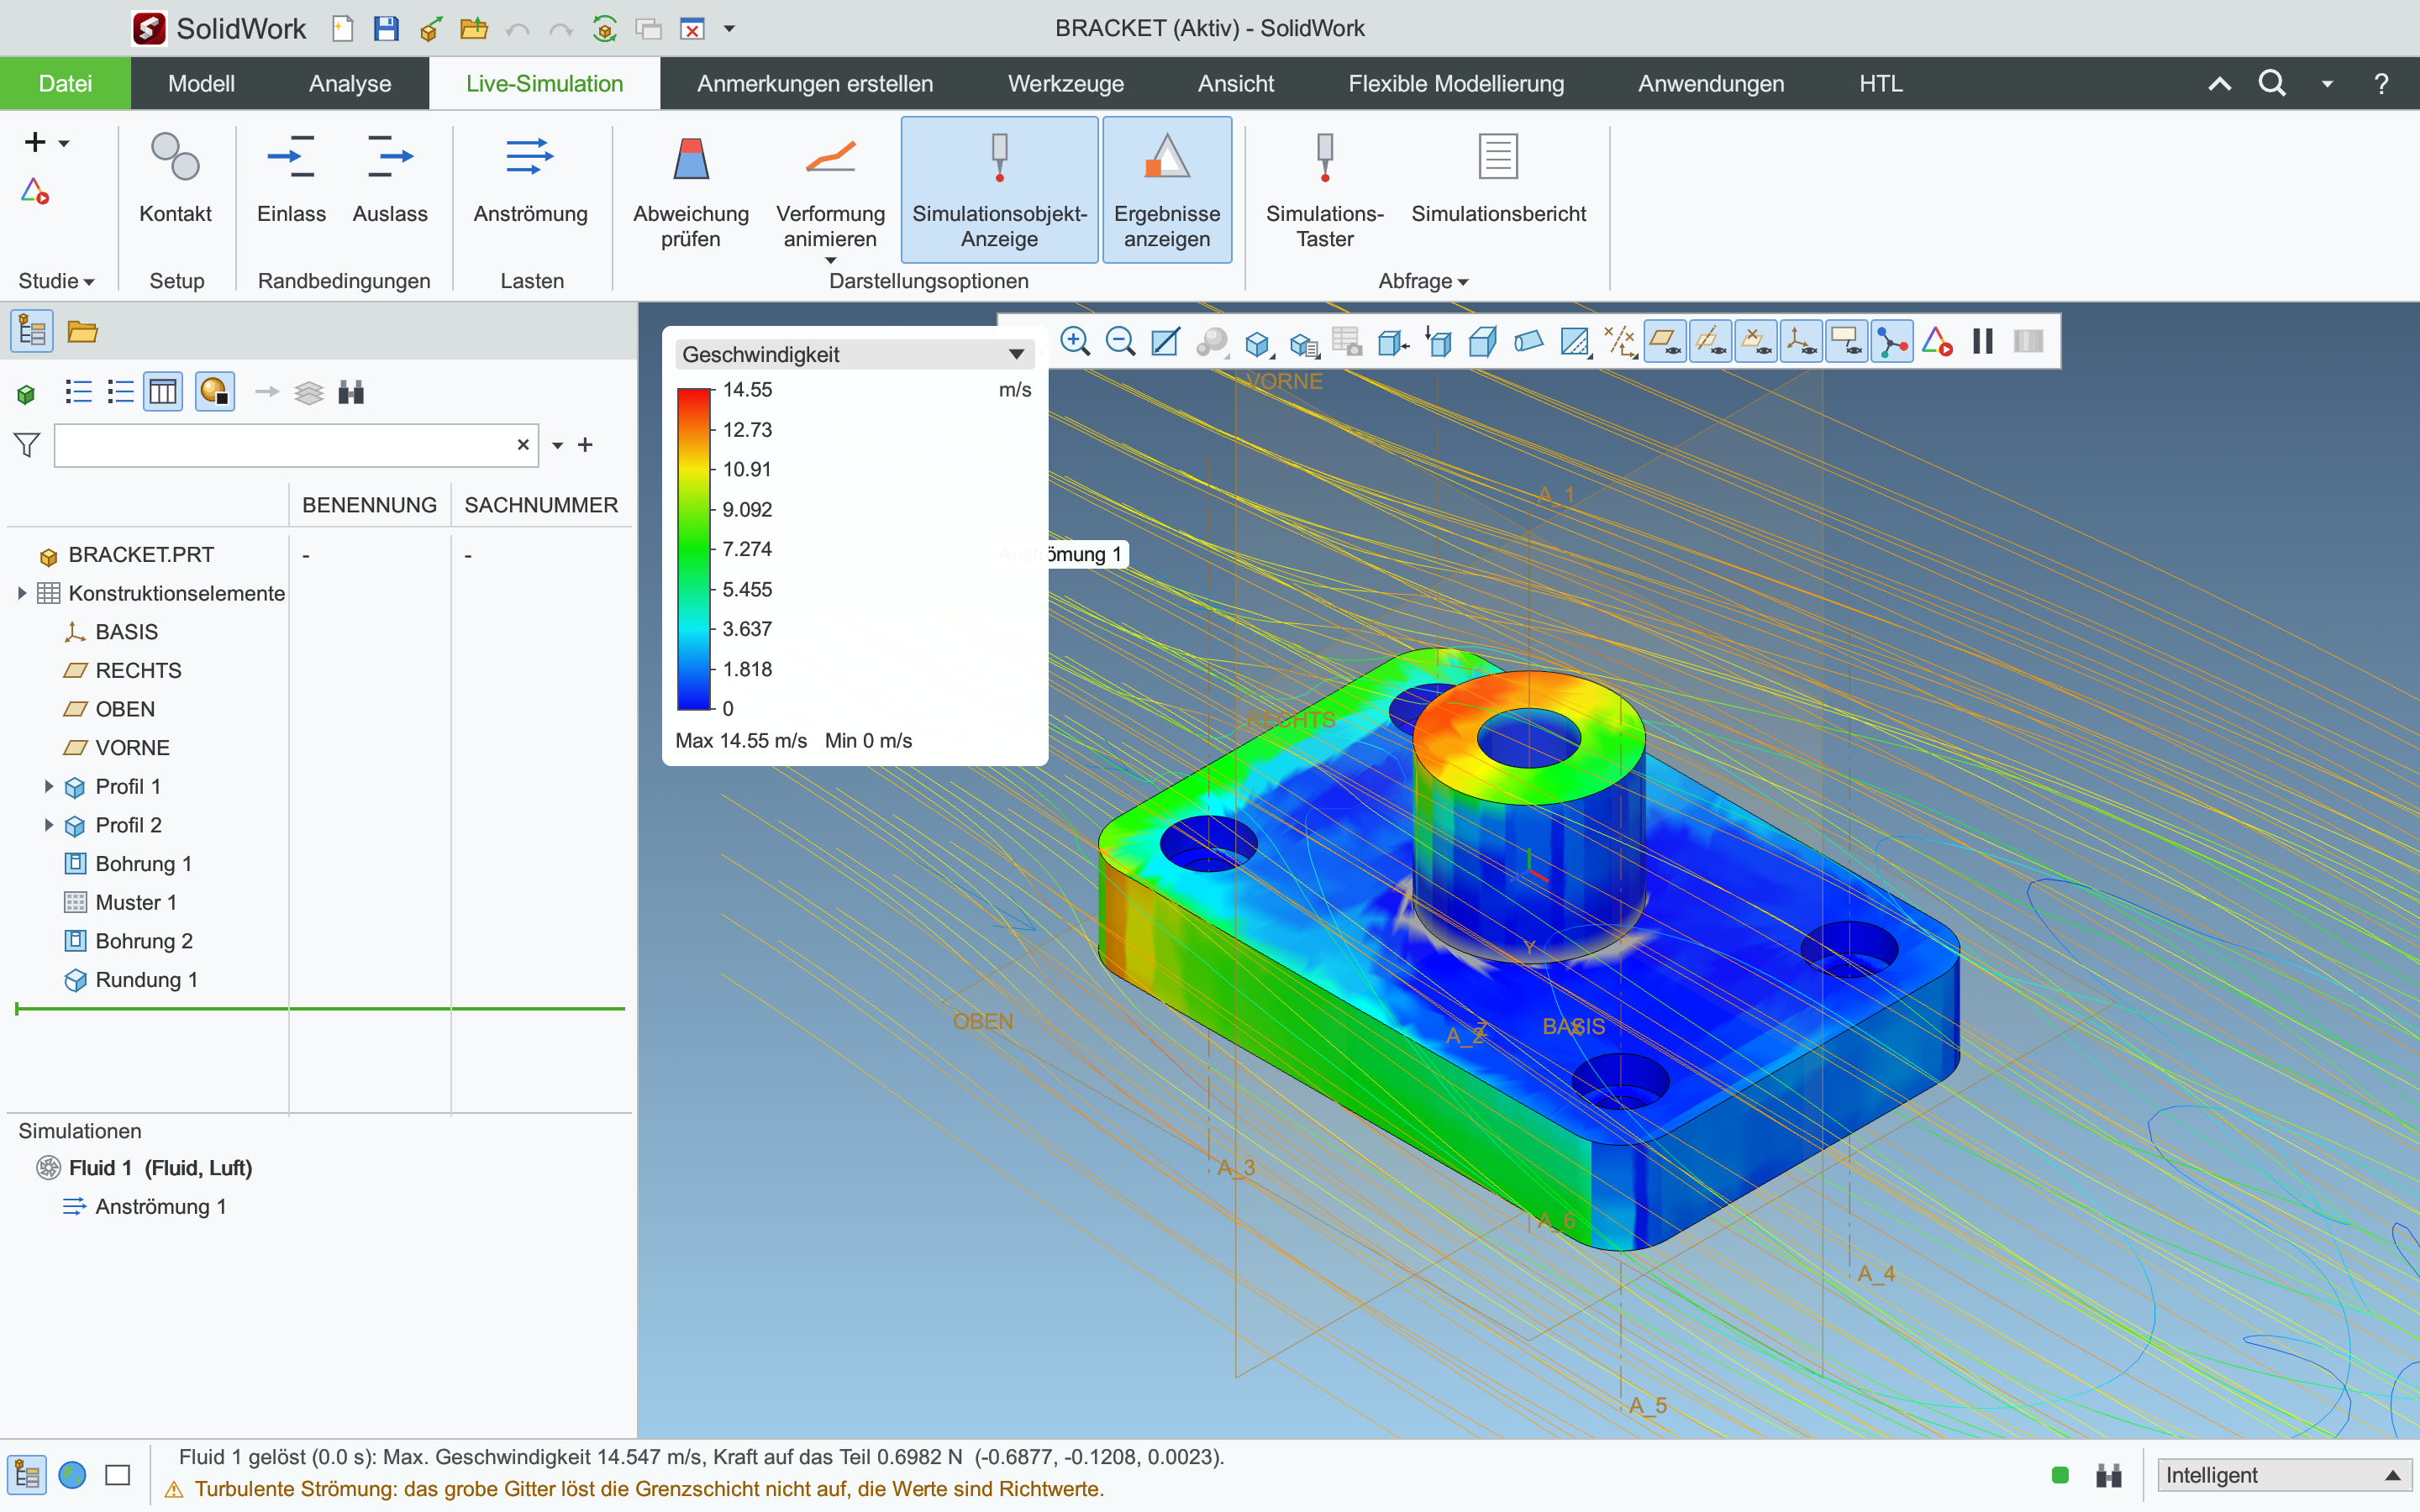 SolidWork
BRACKET (Aktiv) - SolidWork
Datei
Modell
Analyse
Live-Simulation
Anmerkungen erstellen
Werkzeuge
Ansicht
Flexible Modellierung
Anwendungen
HTL
?
Kontakt
Einlass
Auslass
Anströmung
Abweichung
prüfen
Verformung
animieren
Simulationsobjekt-
Anzeige
Ergebnisse
anzeigen
Simulations-
Taster
Simulationsbericht
Studie
Setup
Randbedingungen
Lasten
Darstellungsoptionen
Abfrage
BENENNUNG
SACHNUMMER
BRACKET.PRT
-
-
Konstruktionselemente
BASIS
RECHTS
OBEN
VORNE
Profil 1
Profil 2
Bohrung 1
Muster 1
Bohrung 2
Rundung 1
Simulationen
Fluid 1 (Fluid, Luft)
Anströmung 1
Geschwindigkeit
14.55
m/s
12.73
10.91
9.092
7.274
5.455
3.637
1.818
0
Max 14.55 m/s Min 0 m/s
VORNE
A_1
Anströmung 1
RECHTS
Y
OBEN
A_2
Z
BASIS
X
A_3
A_6
A_4
A_5
Fluid 1 gelöst (0.0 s): Max. Geschwindigkeit 14.547 m/s, Kraft auf das Teil 0.6982 N (-0.6877, -0.1208, 0.0023).
Turbulente Strömung: das grobe Gitter löst die Grenzschicht nicht auf, die Werte sind Richtwerte.
Intelligent